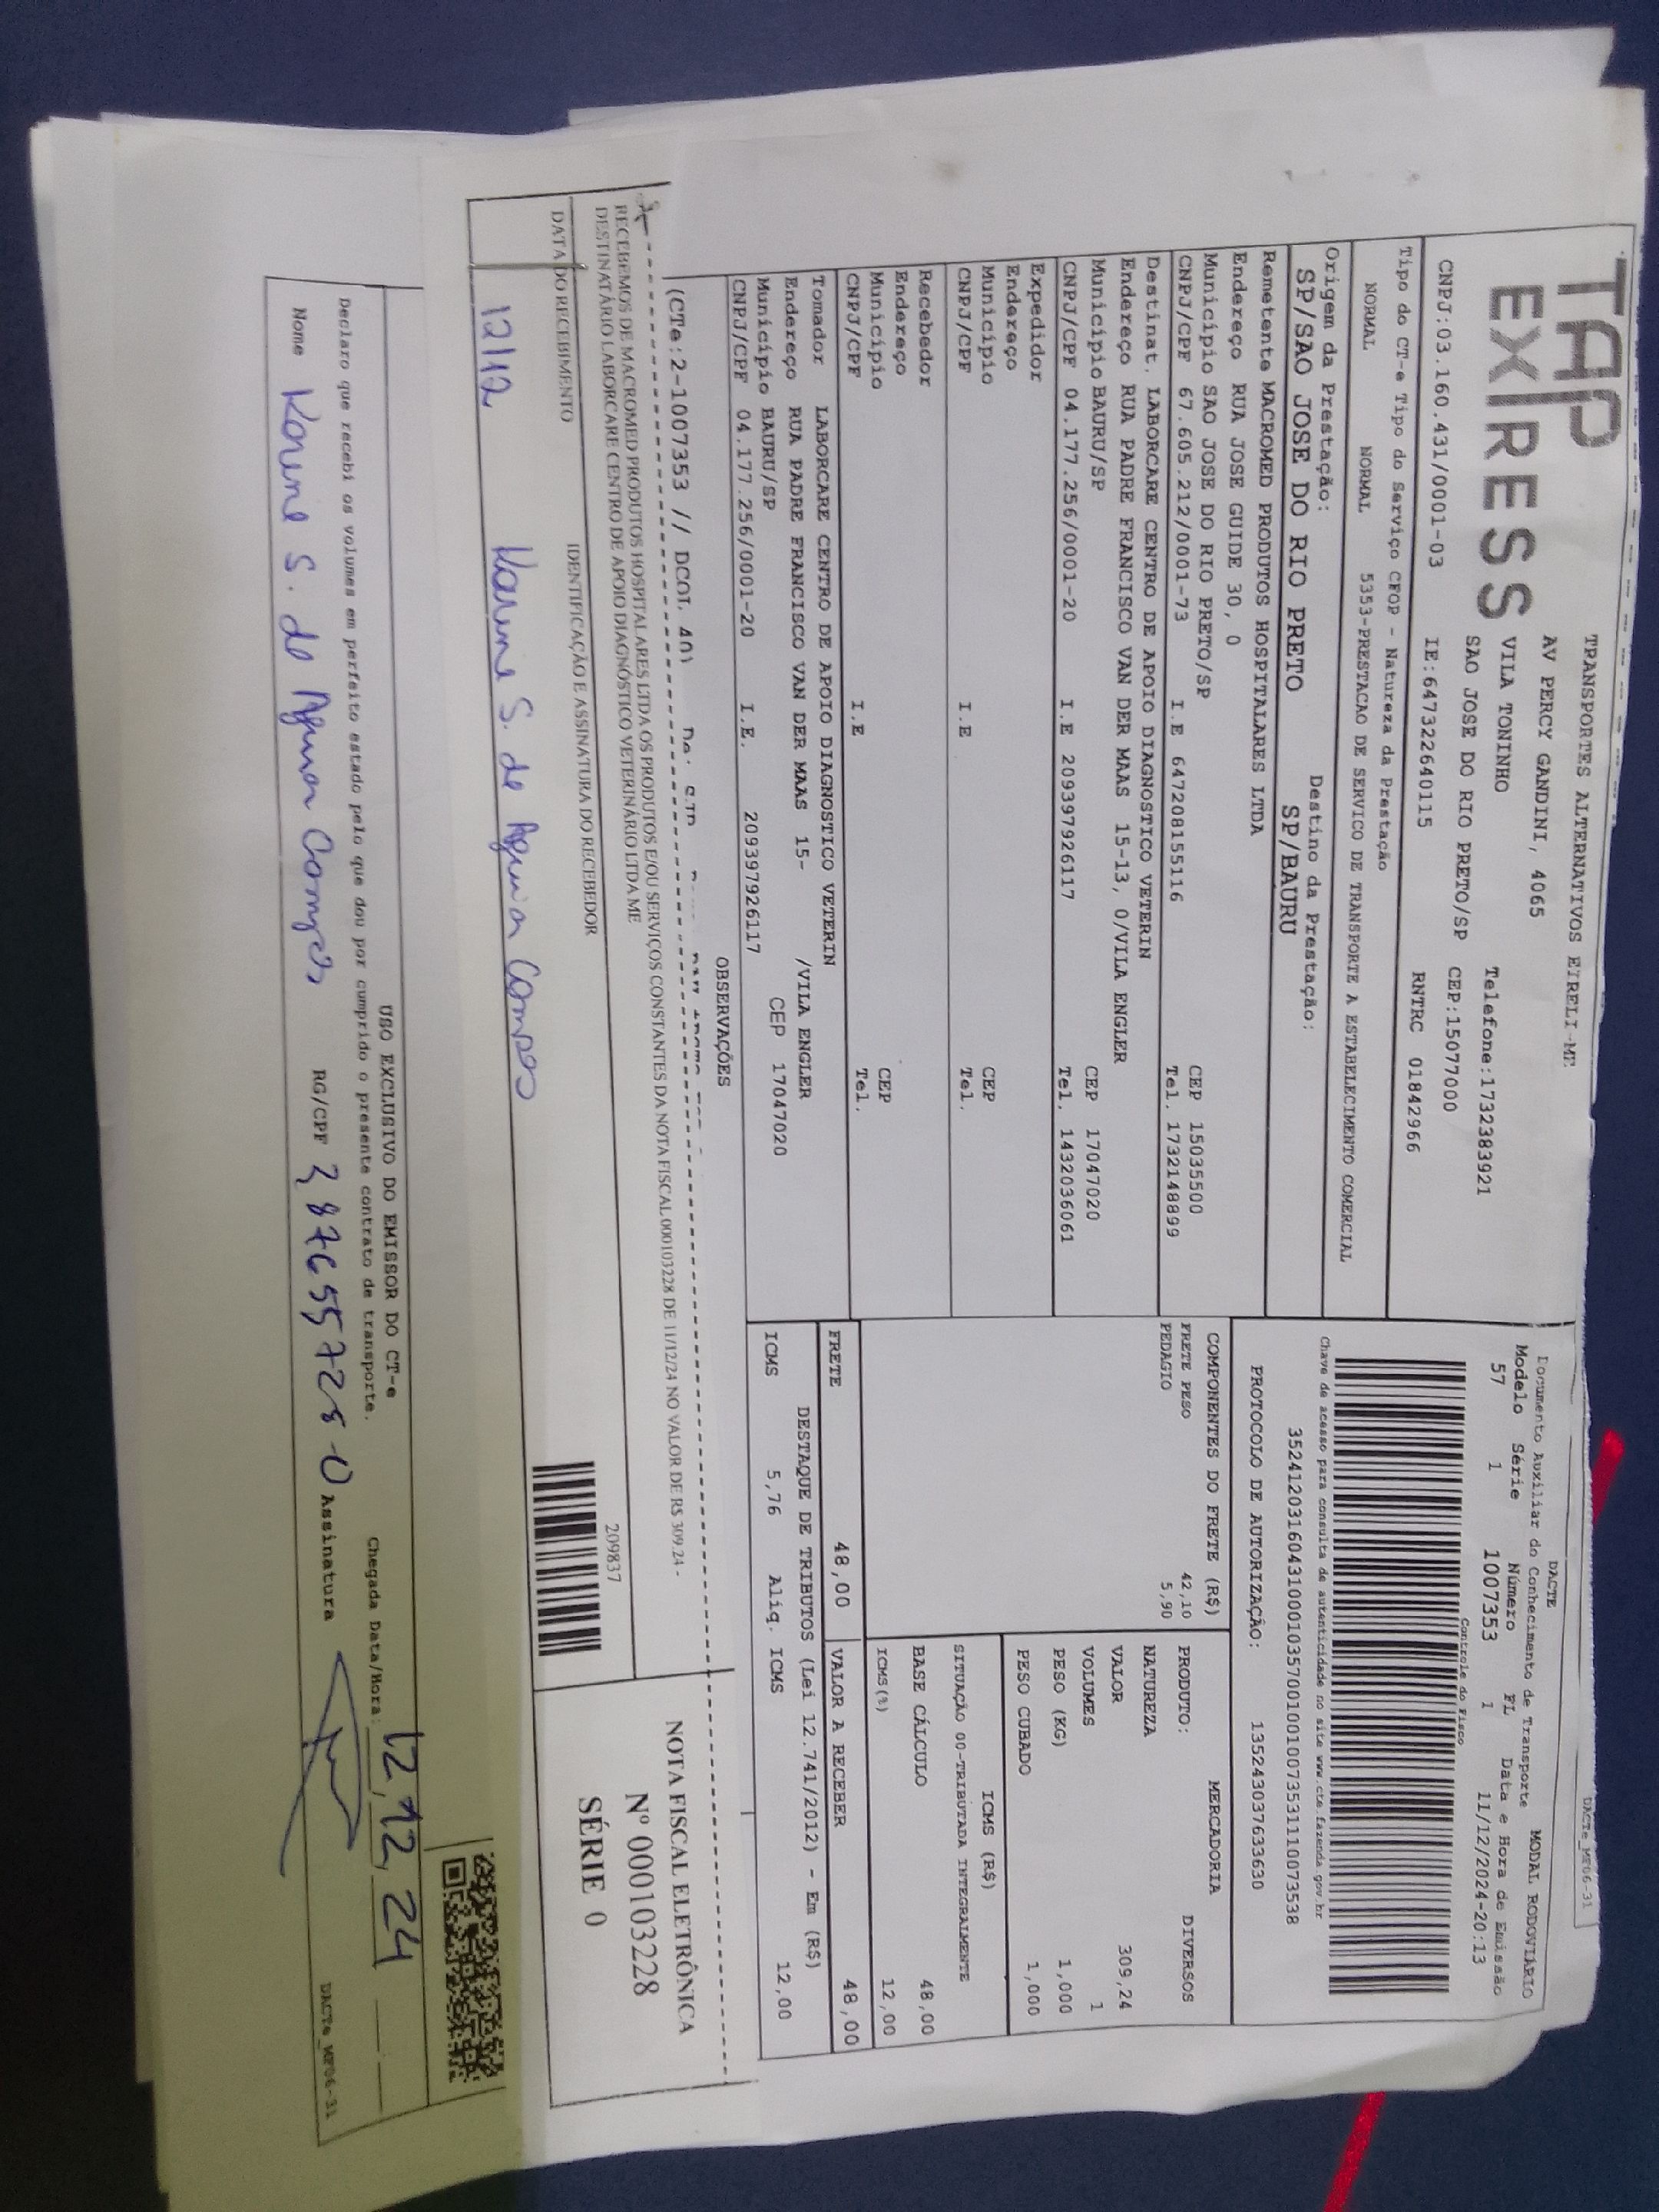 DACTe_MF06-31
TAP
EXPRESS
TRANSPORTES ALTERNATIVOS EIRELI-ME
AV PERCY GANDINI, 4065
VILA TONINHO
SAO JOSE DO RIO PRETO/SP
Telefone:1732383921
CEP:15077000
CNPJ:03.160.431/0001-03 IE:647322640115 RNTRC 01842966
DACTE
Documento Auxiliar do Conhecimento de Transporte
MODAL RODOVIÁRIO
Modelo Série Número FL Data e Hora de Emissão
57 1 1007353 1 11/12/2024-20:13
Controle do Fisco
Chave de acesso para consulta de autenticidade no site www.cte.fazenda.gov.br
PROTOCOLO DE AUTORIZAÇÃO: 135243037633630
Tipo do CT-e Tipo do Serviço CFOP - Natureza da Prestação
NORMAL NORMAL 5353-PRESTACAO DE SERVICO DE TRANSPORTE A ESTABELECIMENTO COMERCIAL
Origem da Prestação: Destino da Prestação:
SP/SAO JOSE DO RIO PRETO SP/BAURU
Remetente MACROMED PRODUTOS HOSPITALARES LTDA
Endereço RUA JOSE GUIDE 30, 0
Município SAO JOSE DO RIO PRETO/SP CEP 15035500
CNPJ/CPF 67.605.212/0001-73 I.E 647208155116 Tel. 1732148899
Destinat. LABORCARE CENTRO DE APOIO DIAGNOSTICO VETERIN
Endereço RUA PADRE FRANCISCO VAN DER MAAS 15-13, 0/VILA ENGLER
Município BAURU/SP CEP 17047020
CNPJ/CPF 04.177.256/0001-20 I.E 209397926117 Tel. 1432036061
Expedidor
Endereço
Município CEP
CNPJ/CPF I.E Tel.
Recebedor
Endereço
Município CEP
CNPJ/CPF I.E Tel.
Tomador LABORCARE CENTRO DE APOIO DIAGNOSTICO VETERIN
Endereço RUA PADRE FRANCISCO VAN DER MAAS 15- /VILA ENGLER
Município BAURU/SP CEP 17047020
CNPJ/CPF 04.177.256/0001-20 I.E. 209397926117
COMPONENTES DO FRETE (R$)
FRETE PESO 42,10
PEDAGIO 5,90
PRODUTO: MERCADORIA
NATUREZA DIVERSOS
VALOR 309,24
VOLUMES 1
PESO (KG) 1,000
PESO CUBADO 1,000
ICMS (R$)
SITUAÇÃO 00-TRIBUTADA INTEGRALMENTE
BASE CÁLCULO 48,00
ICMS(%) 12,00
FRETE 48,00 VALOR A RECEBER 48,00
DESTAQUE DE TRIBUTOS (Lei 12.741/2012) - Em (R$)
ICMS 5,76 Aliq. ICMS 12,00
OBSERVAÇÕES
(CTe:2-1007353 // DCOL
RECEBEMOS DE MACROMED PRODUTOS HOSPITALARES LTDA OS PRODUTOS E/OU SERVIÇOS CONSTANTES DA NOTA FISCAL 000103228 DE 11/12/24 NO VALOR DE R$ 309,24 -
DESTINATÁRIO LABORCARE CENTRO DE APOIO DIAGNÓSTICO VETERINÁRIO LTDA ME
209837
DATA DO RECEBIMENTO IDENTIFICAÇÃO E ASSINATURA DO RECEBEDOR
12/12 Karine S. de
NOTA FISCAL ELETRÔNICA
Nº 000103228
SÉRIE 0
USO EXCLUSIVO DO EMISSOR DO CT-e
Declaro que recebi os volumes em perfeito estado pelo que dou por cumprido o presente contrato de transporte.
Chegada Data/Hora: 12/12/24
Nome Karine S. de RG/CPF Assinatura
DACTe_MF06-31